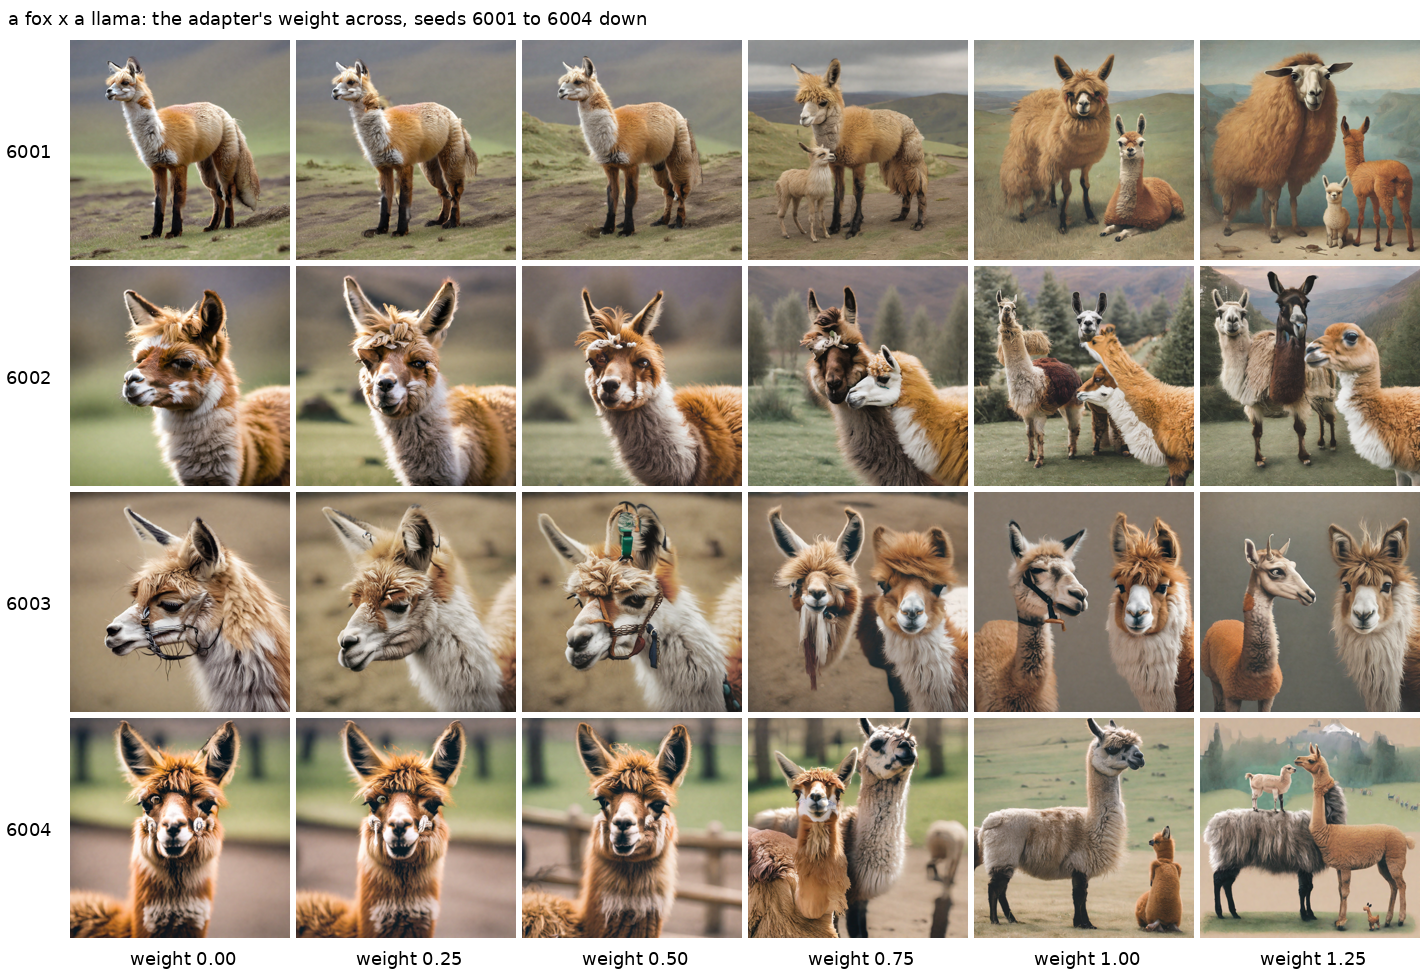 a fox x a llama: the adapter's weight across, seeds 6001 to 6004 down
6001
6002
6003
6004
weight 0.00
weight 0.25
weight 0.50
weight 0.75
weight 1.00
weight 1.25